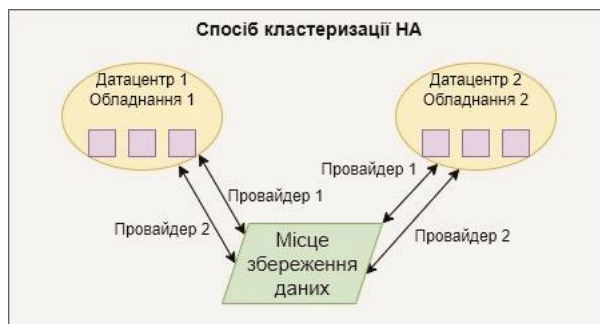 Спосіб кластеризації НА
Датацентр 1
Обладнання 1
Датацентр 2
Обладнання 2
Провайдер 1
Провайдер 1
Провайдер 2
Провайдер 2
Місце
збереження
даних